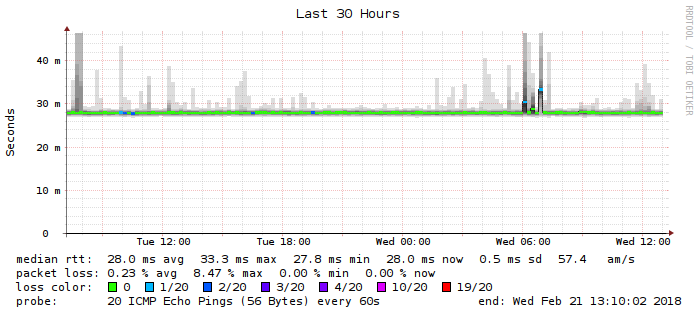 Last 30 Hours
RRDTOOL / TOBI OETIKER
Seconds
40 m
30 m
20 m
10 m
0
Tue 12:00 Tue 18:00 Wed 00:00 Wed 06:00 Wed 12:00
median rtt: 28.0 ms avg 33.3 ms max 27.8 ms min 28.0 ms now 0.5 ms sd 57.4 am/s
packet loss: 0.23 % avg 8.47 % max 0.00 % min 0.00 % now
loss color: 0 1/20 2/20 3/20 4/20 10/20 19/20
probe: 20 ICMP Echo Pings (56 Bytes) every 60s end: Wed Feb 21 13:10:02 2018